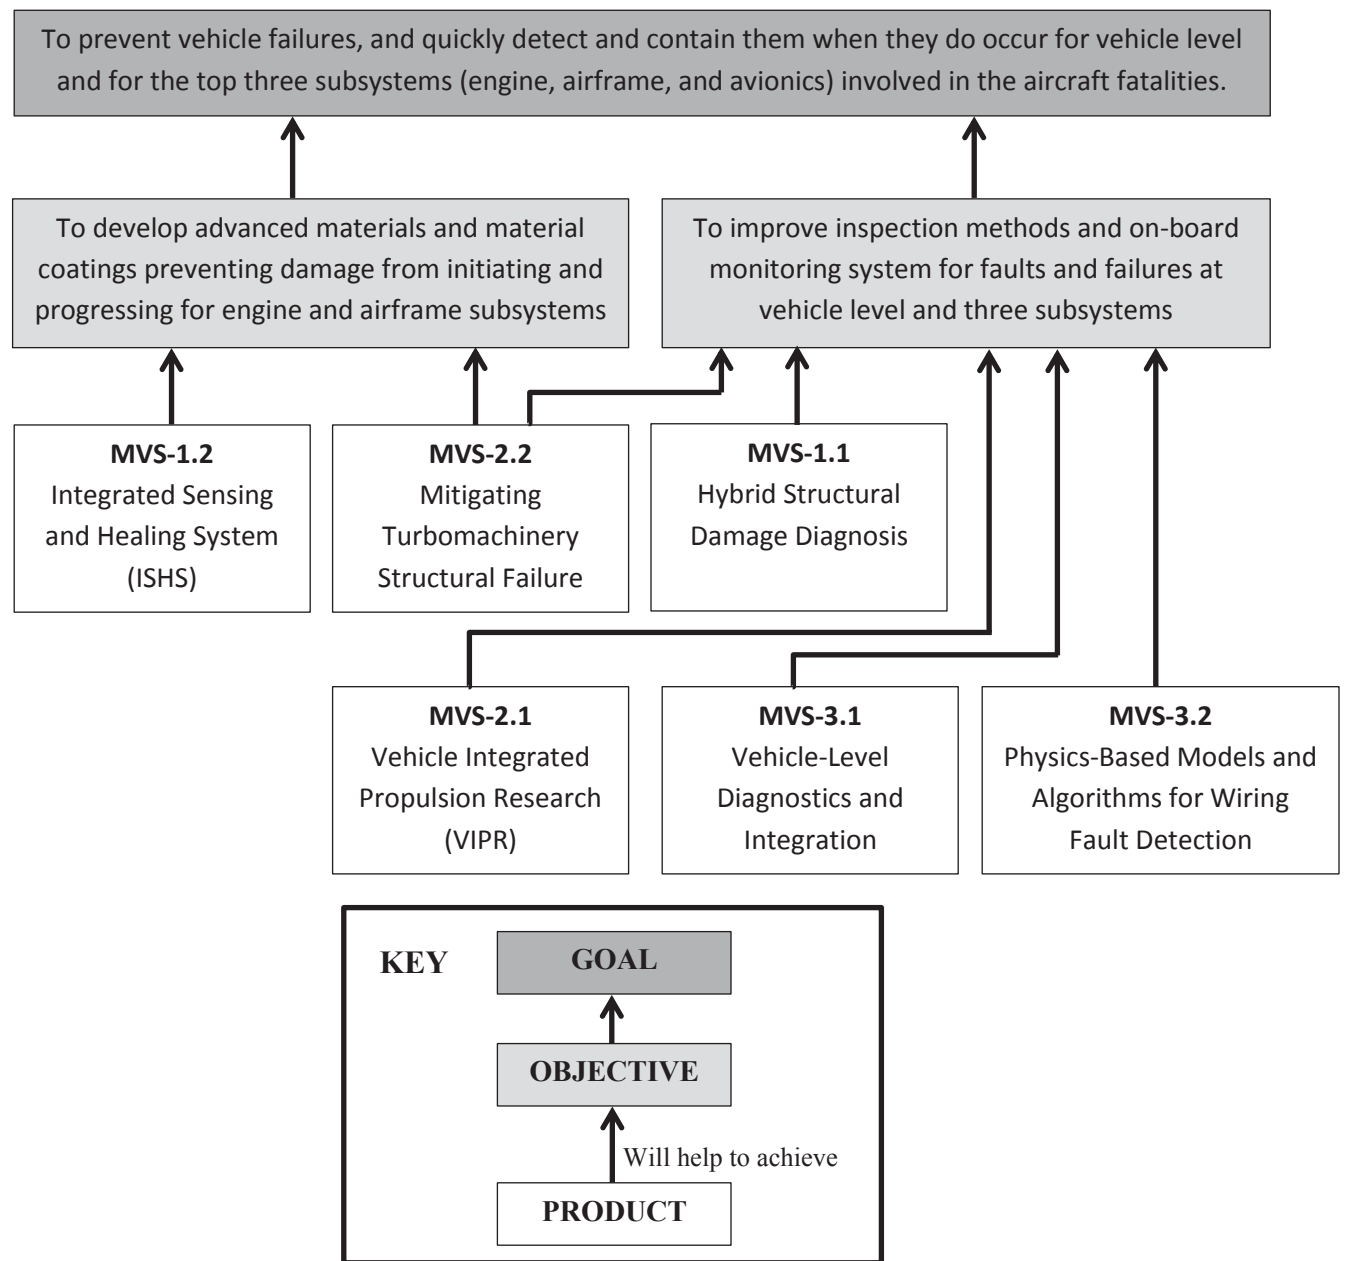 To prevent vehicle failures, and quickly detect and contain them when they do occur for vehicle level
and for the top three subsystems (engine, airframe, and avionics) involved in the aircraft fatalities.
To develop advanced materials and material
coatings preventing damage from initiating and
progressing for engine and airframe subsystems
To improve inspection methods and on-board
monitoring system for faults and failures at
vehicle level and three subsystems
MVS-1.2
Integrated Sensing
and Healing System
(ISHS)
MVS-2.2
Mitigating
Turbomachinery
Structural Failure
MVS-1.1
Hybrid Structural
Damage Diagnosis
MVS-2.1
Vehicle Integrated
Propulsion Research
(VIPR)
MVS-3.1
Vehicle-Level
Diagnostics and
Integration
MVS-3.2
Physics-Based Models and
Algorithms for Wiring
Fault Detection
KEY
GOAL
OBJECTIVE
Will help to achieve
PRODUCT